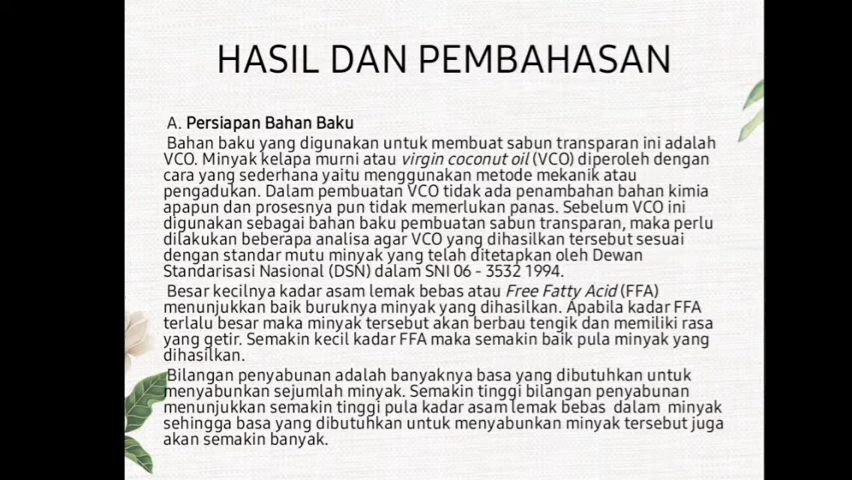 HASIL DAN PEMBAHASAN
A. Persiapan Bahan Baku
Bahan baku yang digunakan untuk membuat sabun transparan ini adalah
VCO. Minyak kelapa murni atau virgin coconut oil (VCO) diperoleh dengan
cara yang sederhana yaitu menggunakan metode mekanik atau
pengadukan. Dalam pembuatan VCO tidak ada penambahan bahan kimia
apapun dan prosesnya pun tidak memerlukan panas. Sebelum VCO ini
digunakan sebagai bahan baku pembuatan sabun transparan, maka perlu
dilakukan beberapa analisa agar VCO yang dihasilkan tersebut sesuai
dengan standar mutu minyak yang telah ditetapkan oleh Dewan
Standarisasi Nasional (DSN) dalam SNI 06 - 3532 1994.
Besar kecilnya kadar asam lemak bebas atau Free Fatty Acid (FFA)
menunjukkan baik buruknya minyak yang dihasilkan. Apabila kadar FFA
terlalu besar maka minyak tersebut akan berbau tengik dan memiliki rasa
yang getir. Semakin kecil kadar FFA maka semakin baik pula minyak yang
dihasilkan.
Bilangan penyabunan adalah banyaknya basa yang dibutuhkan untuk
menyabunkan sejumlah minyak. Semakin tinggi bilangan penyabunan
menunjukkan semakin tinggi pula kadar asam lemak bebas dalam minyak
sehingga basa yang dibutuhkan untuk menyabunkan minyak tersebut juga
akan semakin banyak.